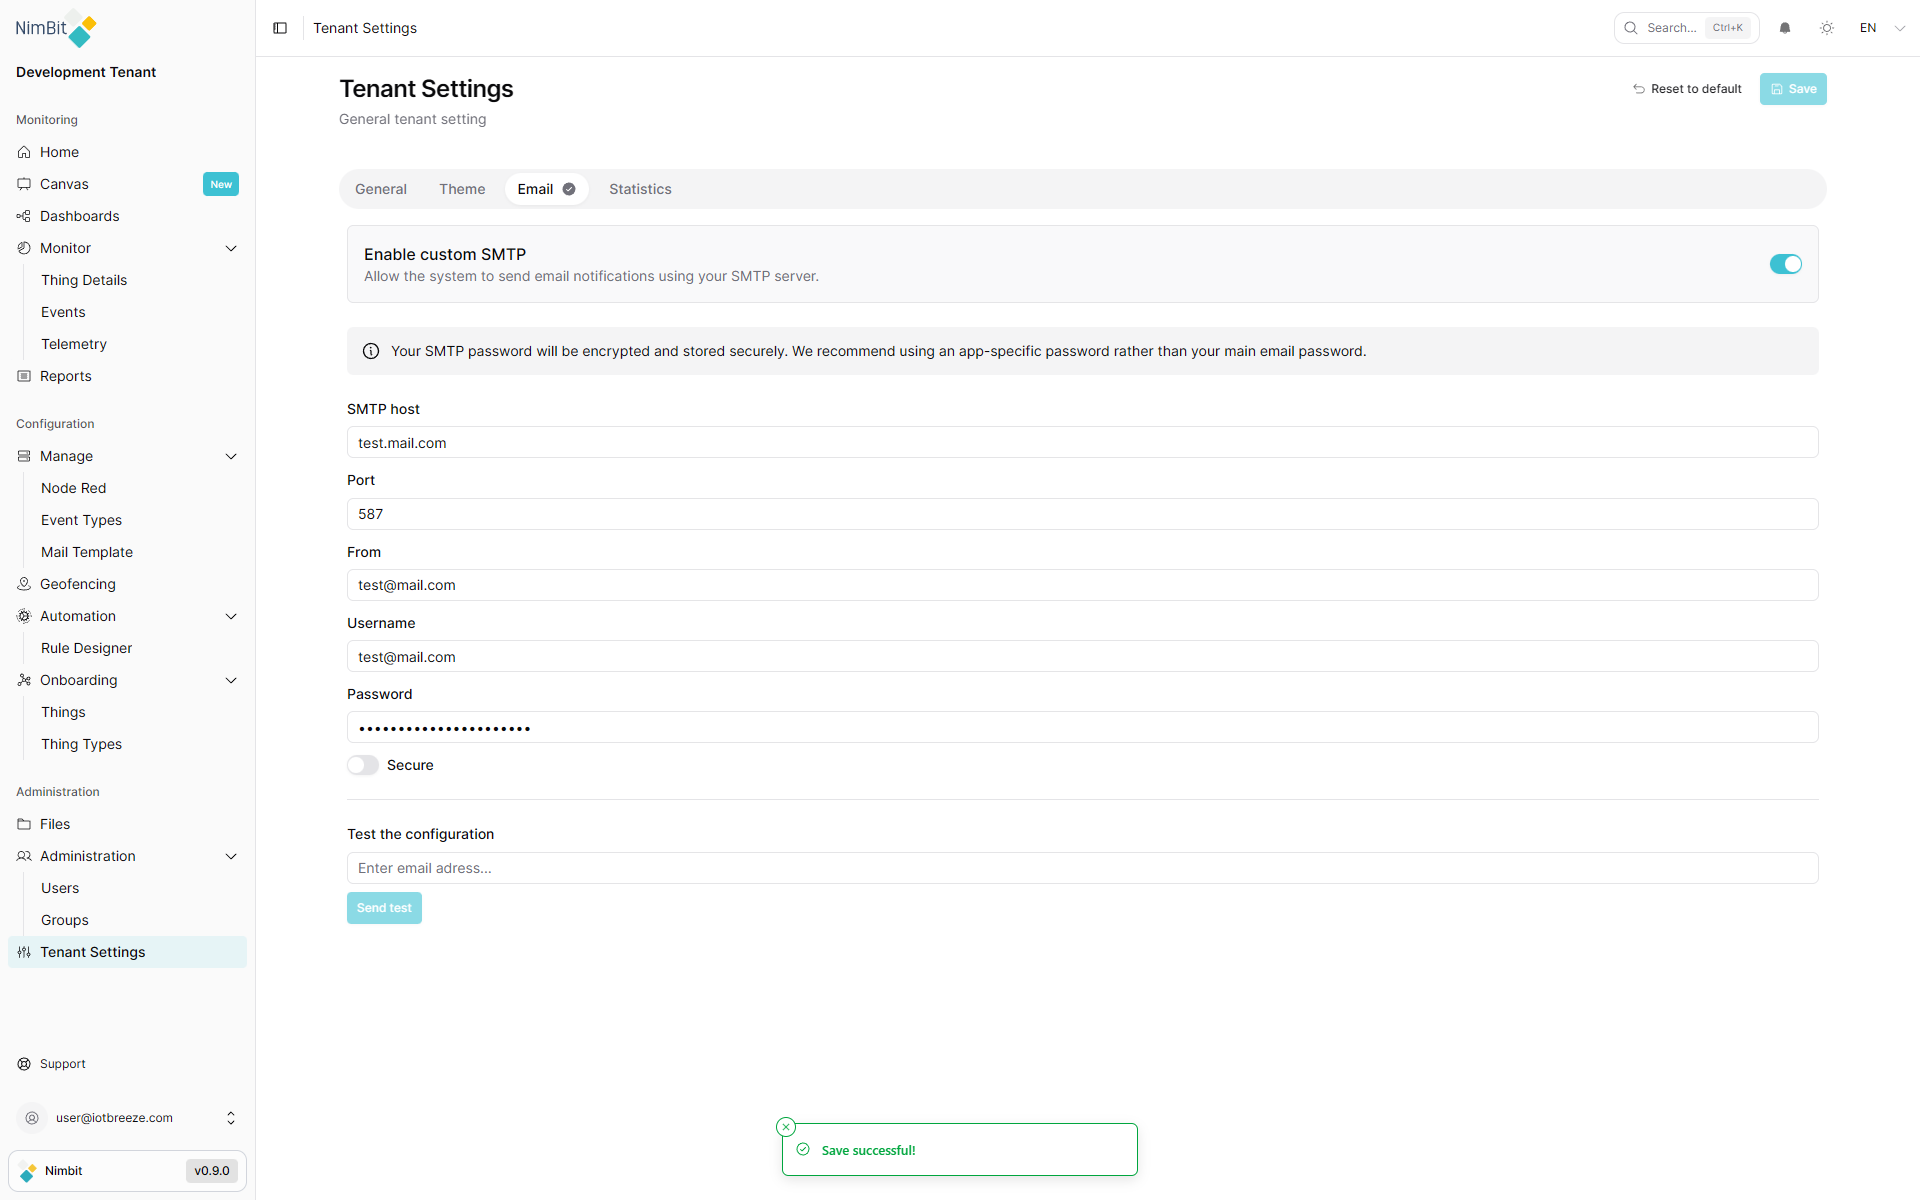 NimBit
Development Tenant
Monitoring
Home
Canvas
New
Dashboards
Monitor
Thing Details
Events
Telemetry
Reports
Configuration
Manage
Node Red
Event Types
Mail Template
Geofencing
Automation
Rule Designer
Onboarding
Things
Thing Types
Administration
Files
Administration
Users
Groups
Tenant Settings
Support
user@iotbreeze.com
Nimbit
v0.9.0
Tenant Settings
Search...
Ctrl+K
EN
Tenant Settings
General tenant setting
Reset to default
Save
General
Theme
Email
Statistics
Enable custom SMTP
Allow the system to send email notifications using your SMTP server.
Your SMTP password will be encrypted and stored securely. We recommend using an app-specific password rather than your main email password.
SMTP host
test.mail.com
Port
587
From
test@mail.com
Username
test@mail.com
Password
••••••••••••••••••••••
Secure
Test the configuration
Enter email adress...
Send test
Save successful!